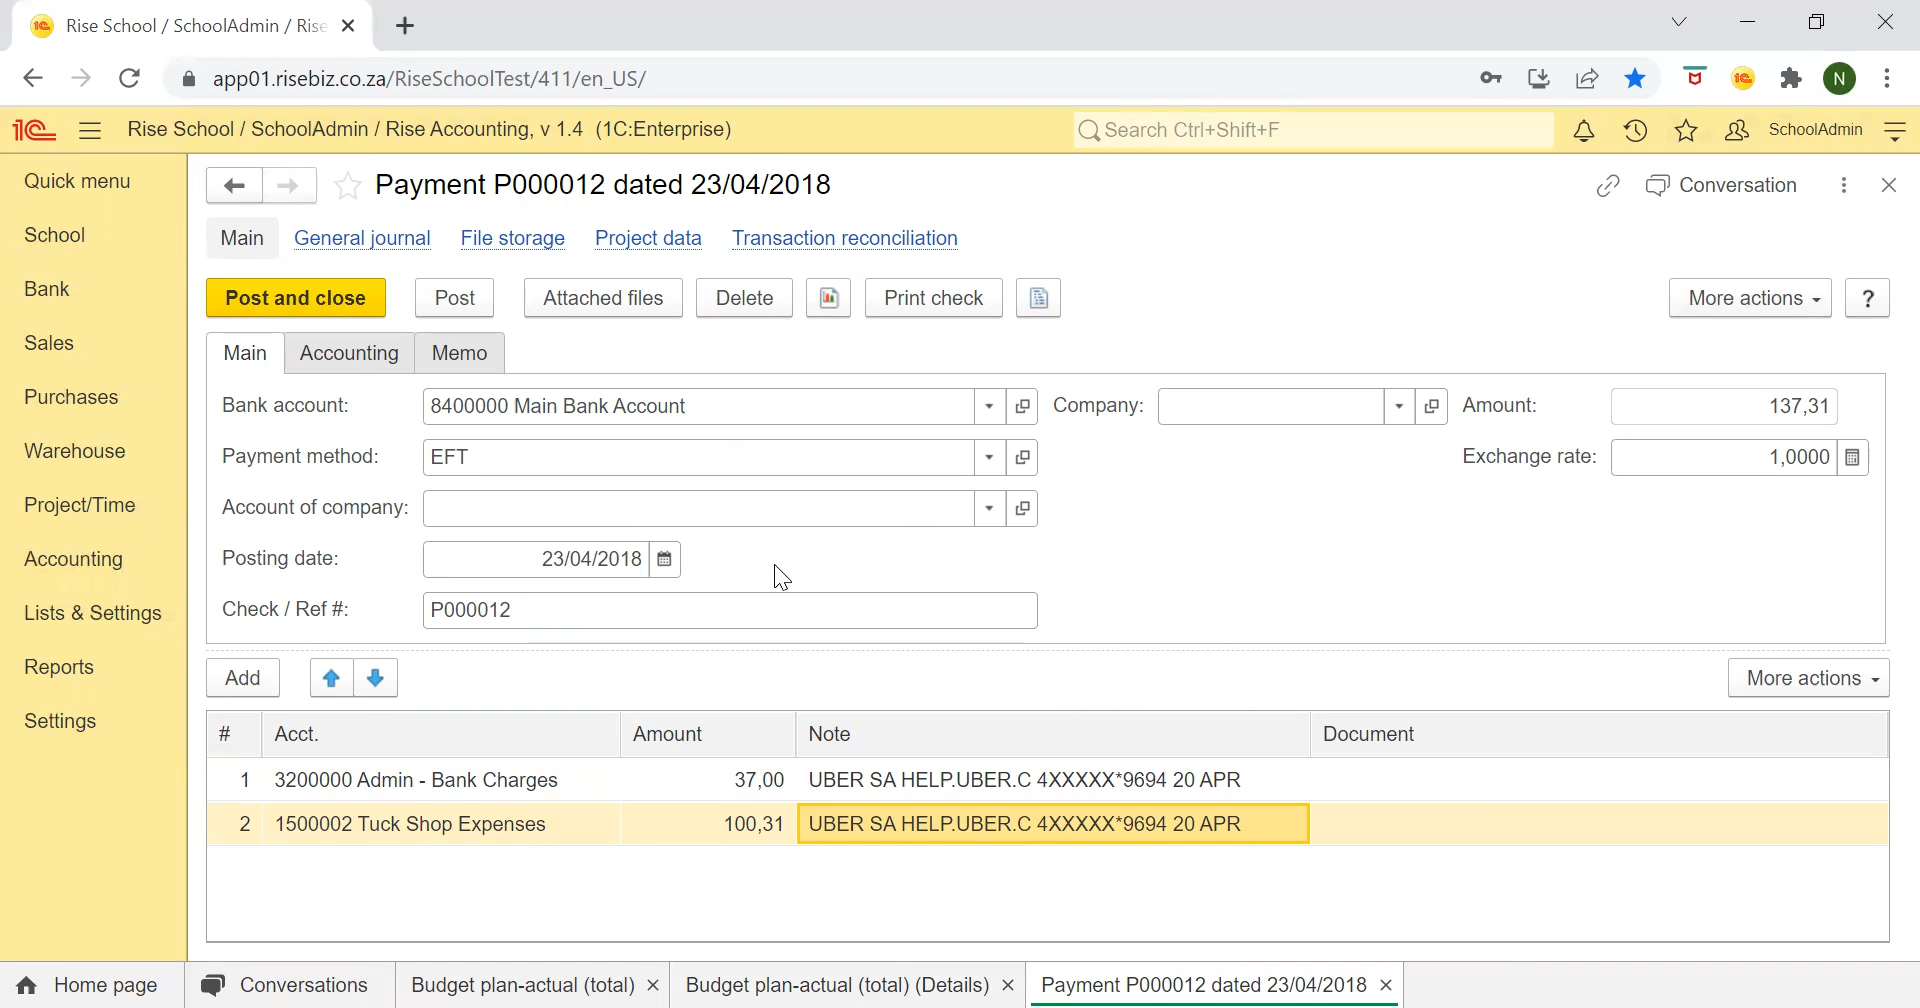 Rise School / SchoolAdmin / Rise
app01.risebiz.co.za/RiseSchoolTest/411/en_US/
N
Rise School / SchoolAdmin / Rise Accounting, v 1.4 (1C:Enterprise)
Search Ctrl+Shift+F
SchoolAdmin
Quick menu
School
Bank
Sales
Purchases
Warehouse
Project/Time
Accounting
Lists & Settings
Reports
Settings
Payment P000012 dated 23/04/2018
Conversation
Main General journal File storage Project data Transaction reconciliation
Post and close Post Attached files Delete Print check More actions ?
Main Accounting Memo
Bank account: 8400000 Main Bank Account Company: Amount: 137,31
Payment method: EFT Exchange rate: 1,0000
Account of company:
Posting date: 23/04/2018
Check / Ref #: P000012
Add More actions
# Acct. Amount Note Document
1 3200000 Admin - Bank Charges 37,00 UBER SA HELP.UBER.C 4XXXXX*9694 20 APR
2 1500002 Tuck Shop Expenses 100,31 UBER SA HELP.UBER.C 4XXXXX*9694 20 APR
Home page Conversations Budget plan-actual (total) Budget plan-actual (total) (Details) Payment P000012 dated 23/04/2018